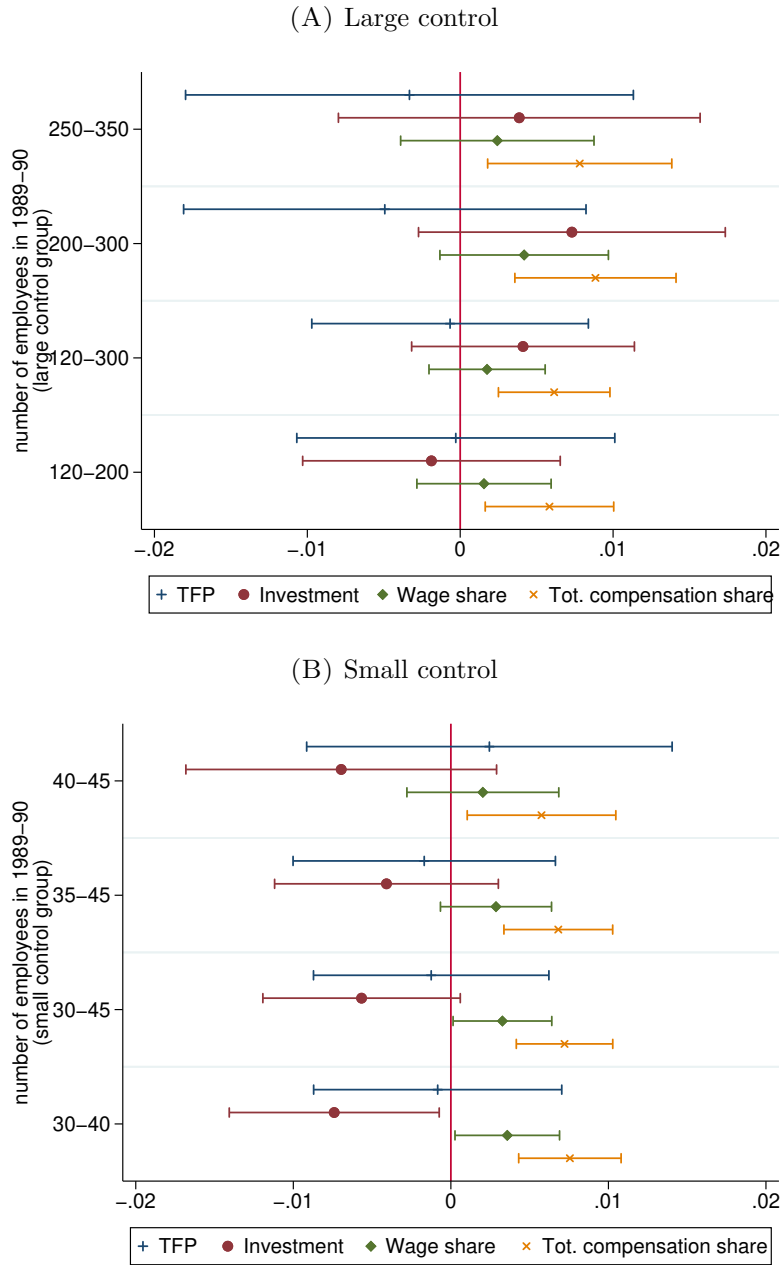 (A) Large control
number of employees in 1989−90
(large control group)
250−350
200−300
120−300
120−200
−.02 −.01 0 .01 .02
TFP Investment Wage share Tot. compensation share
(B) Small control
number of employees in 1989−90
(small control group)
40−45
35−45
30−45
30−40
−.02 −.01 0 .01 .02
TFP Investment Wage share Tot. compensation share